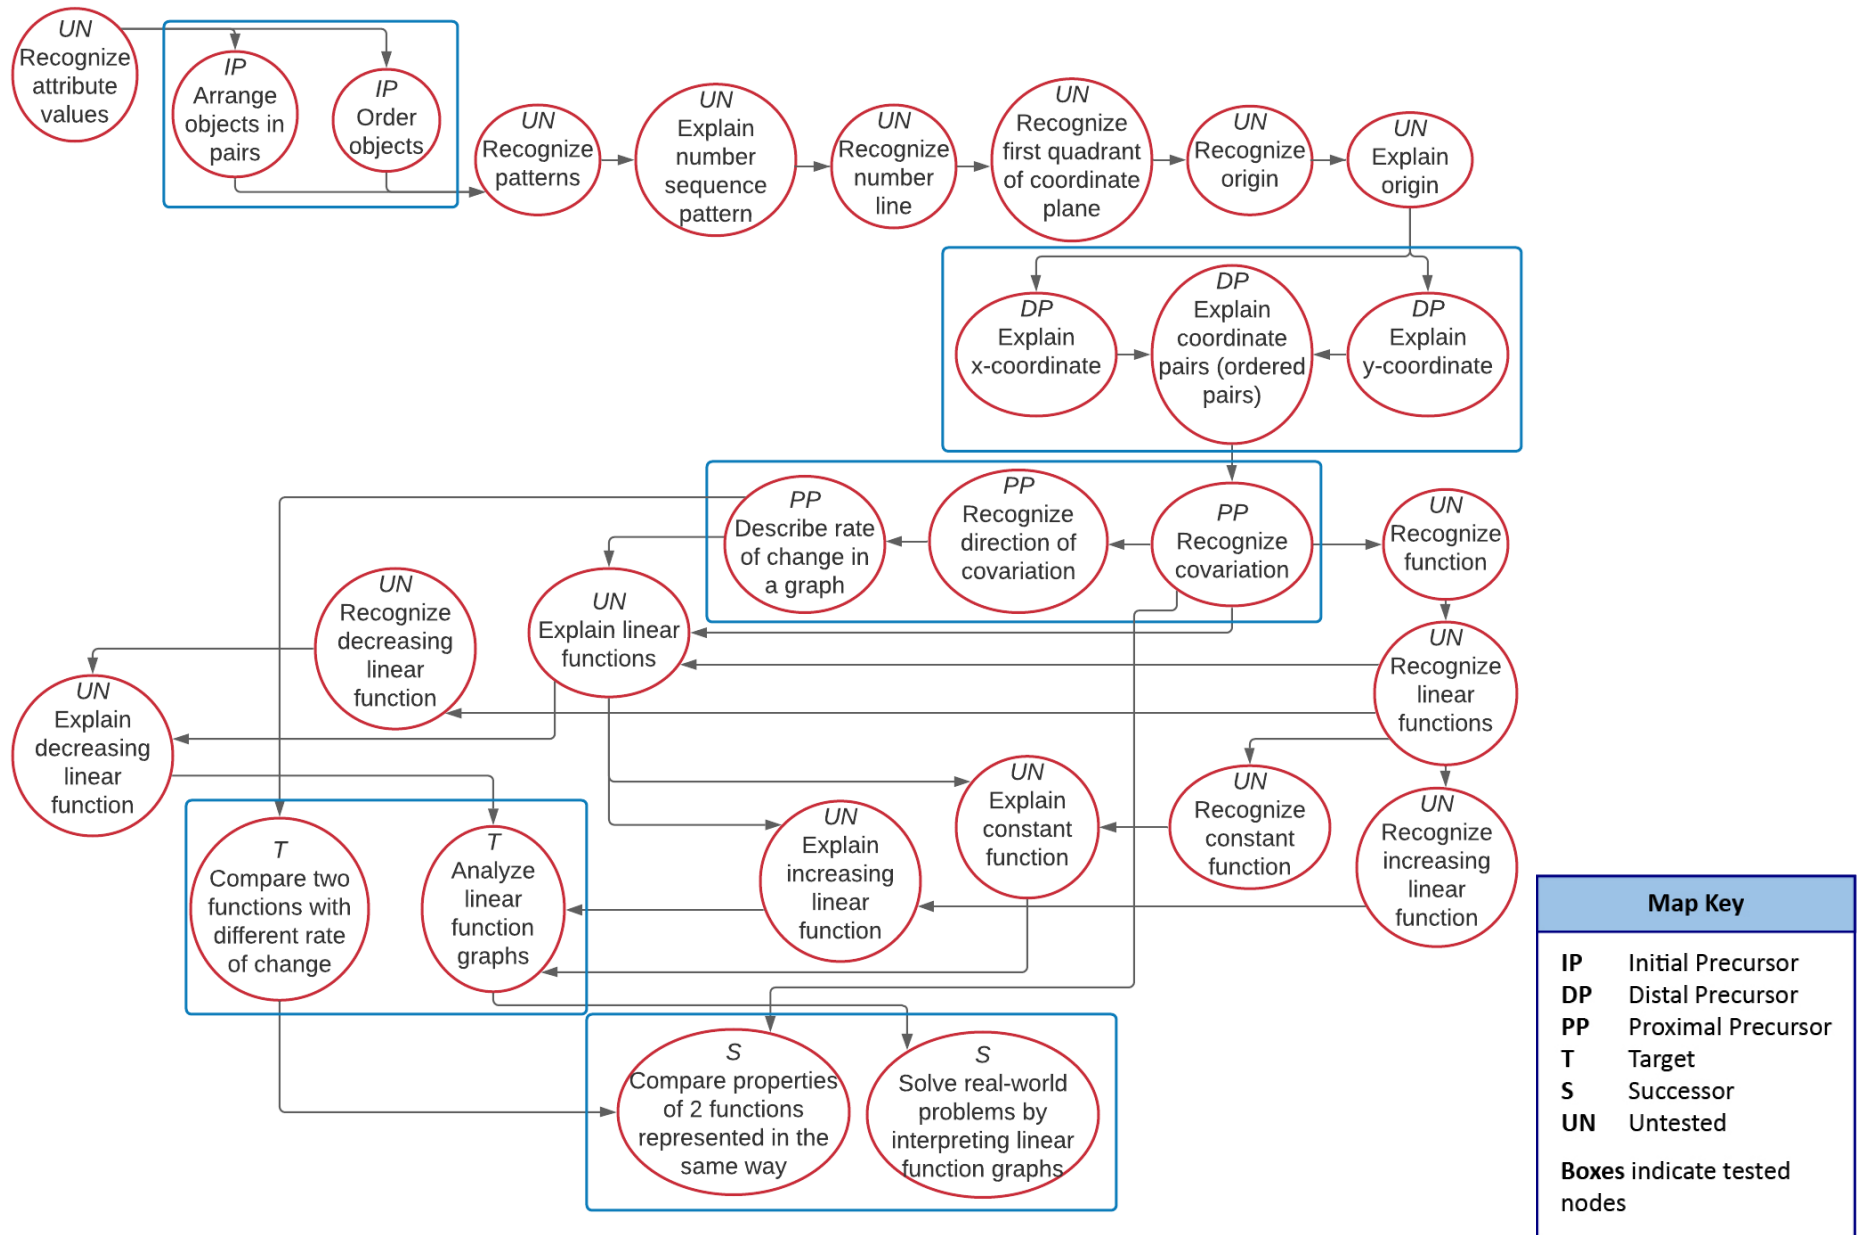 UN
Recognize
attribute
values
IP
Arrange
objects in
pairs
IP
Order
objects
UN
Recognize
patterns
UN
Explain
number
sequence
pattern
UN
Recognize
number
line
UN
Recognize
first quadrant
of coordinate
plane
UN
Recognize
origin
UN
Explain
origin
DP
Explain
x-coordinate
DP
Explain
coordinate
pairs (ordered
pairs)
DP
Explain
y-coordinate
PP
Describe rate
of change in
a graph
PP
Recognize
direction of
covariation
PP
Recognize
covariation
UN
Recognize
function
UN
Recognize
decreasing
linear
function
UN
Explain linear
functions
UN
Recognize
linear
functions
UN
Explain
decreasing
linear
function
UN
Explain
constant
function
UN
Recognize
constant
function
UN
Recognize
increasing
linear
function
UN
Explain
increasing
linear
function
T
Compare two
functions with
different rate
of change
T
Analyze
linear
function
graphs
S
Compare properties
of 2 functions
represented in the
same way
S
Solve real-world
problems by
interpreting linear
function graphs
Map Key
IP Initial Precursor
DP Distal Precursor
PP Proximal Precursor
T Target
S Successor
UN Untested
Boxes indicate tested
nodes